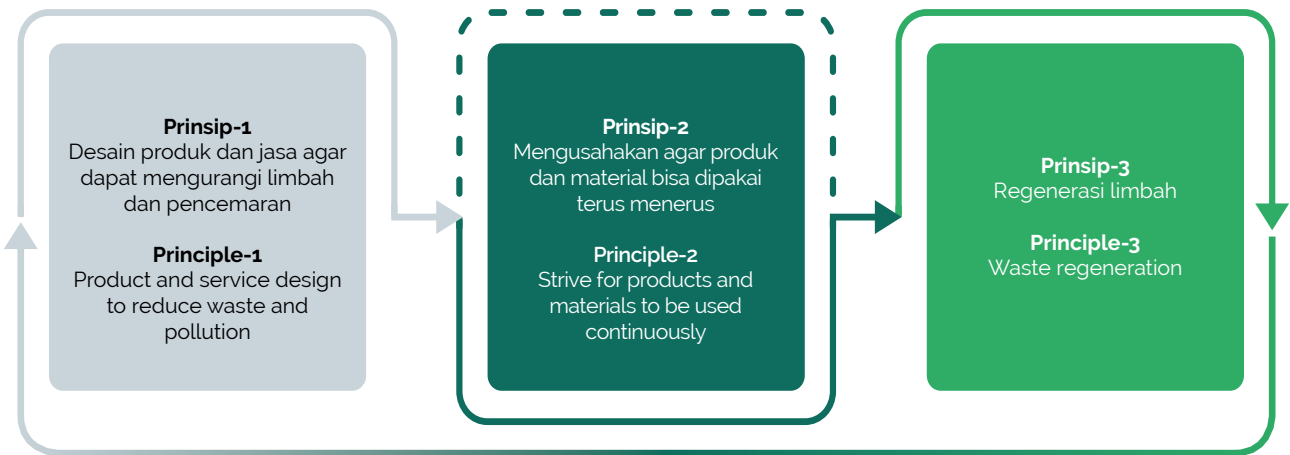 Prinsip-1
Desain produk dan jasa agar
dapat mengurangi limbah
dan pencemaran
Principle-1
Product and service design
to reduce waste and
pollution
Prinsip-2
Mengusahakan agar produk
dan material bisa dipakai
terus menerus
Principle-2
Strive for products and
materials to be used
continuously
Prinsip-3
Regenerasi limbah
Principle-3
Waste regeneration